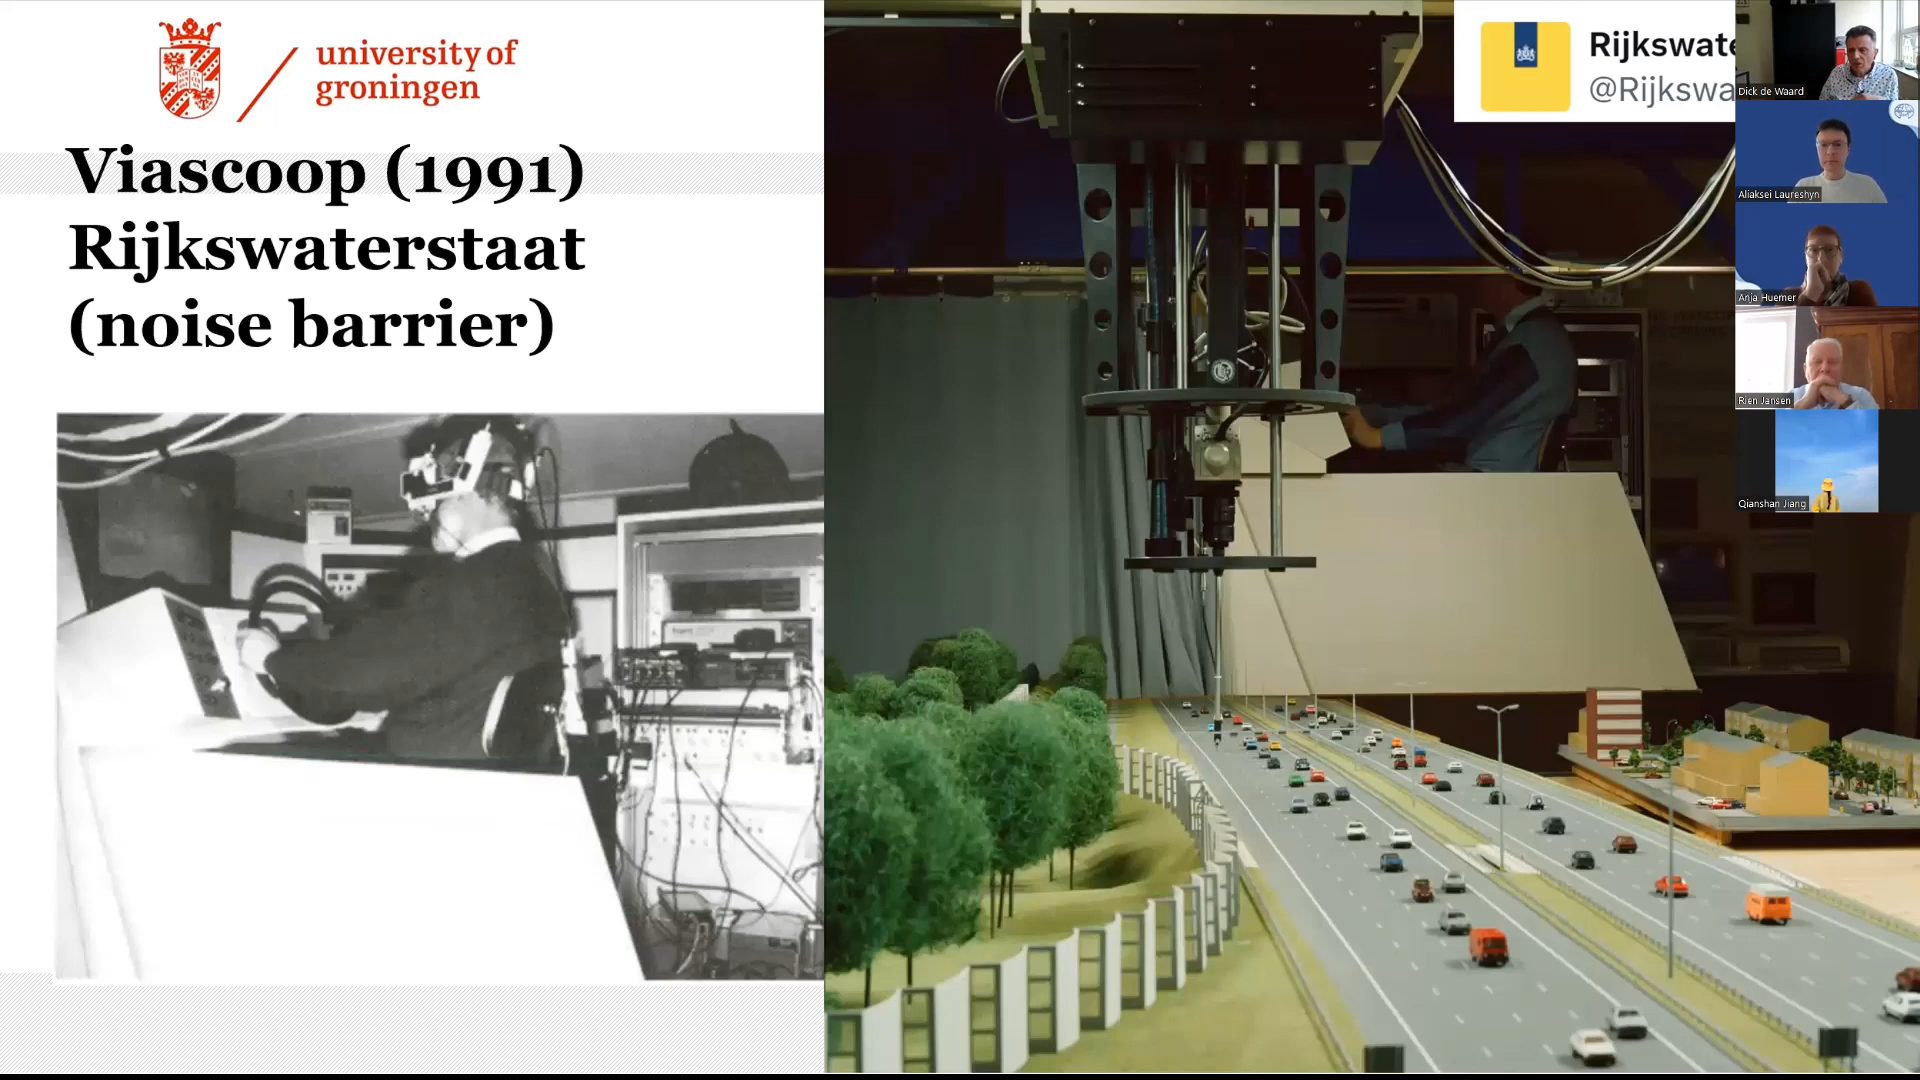 university of
groningen
Viascoop (1991)
Rijkswaterstaat
(noise barrier)
Rijkswate
@Rijkswa
Dick de Waard
Aliaksei Laureshyn
Anja Huemer
Rien Jansen
Qianshan Jiang